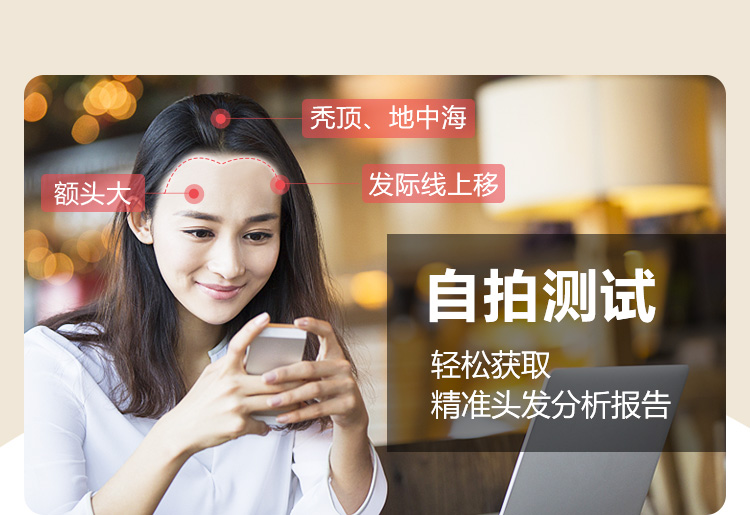 秃顶、地中海
发际线上移
额头大
自拍测试
轻松获取
精准头发分析报告